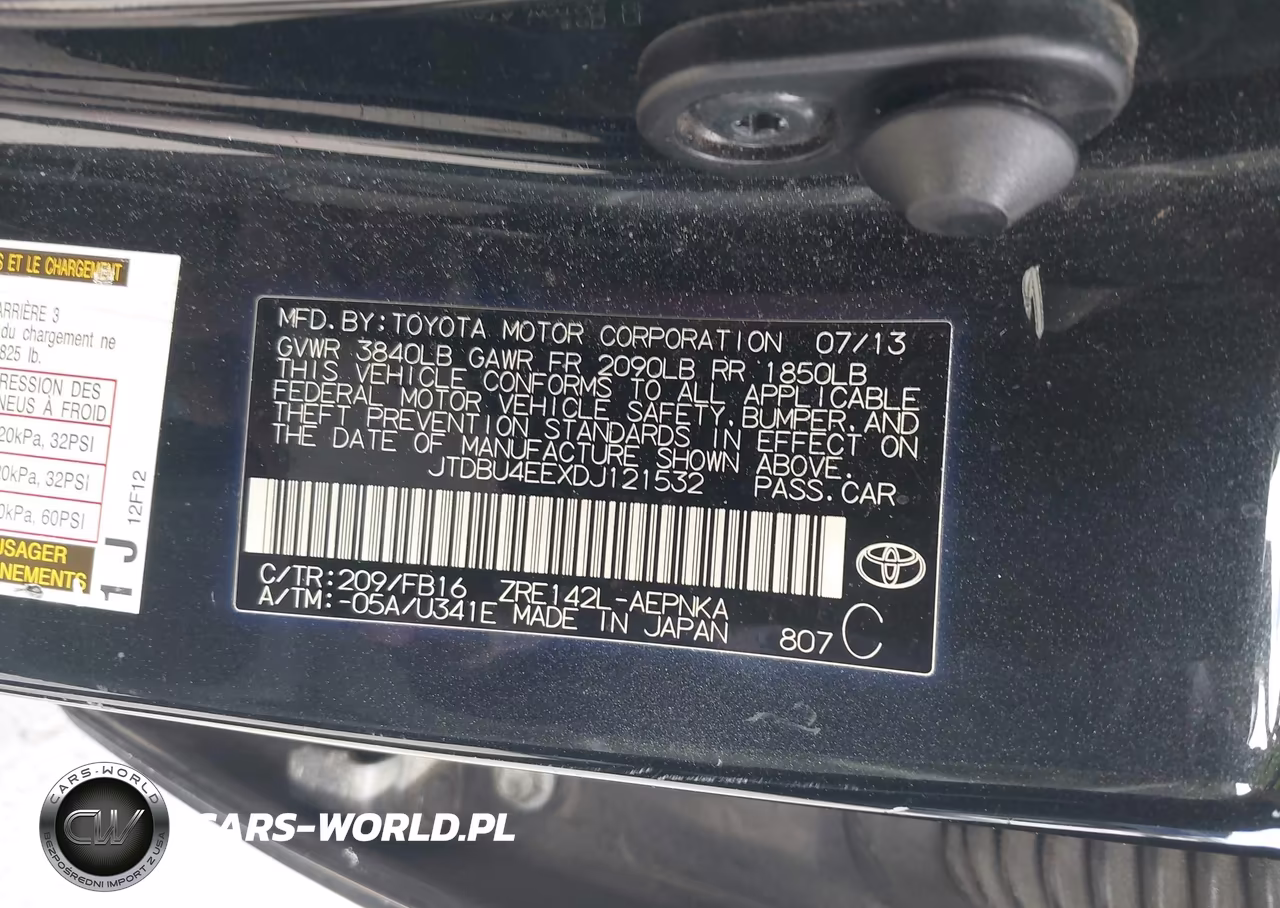 S ET LE CHARGEMENT
ARRIÈRE 3
du chargement ne
825 lb.
RESSION DES
NEUS À FROID
20kPa, 32PSI
20kPa, 32PSI
0kPa, 60PSI
USAGER
NEMENTS
1J
12F12
MFD.BY:TOYOTA MOTOR CORPORATION 07/13
GVWR 3840LB GAWR FR 2090LB RR 1850LB
THIS VEHICLE CONFORMS TO ALL APPLICABLE
FEDERAL MOTOR VEHICLE SAFETY,BUMPER,AND
THEFT PREVENTION STANDARDS IN EFFECT ON
THE DATE OF MANUFACTURE SHOWN ABOVE.
JTDBU4EEXDJ121532 PASS.CAR
C/TR:209/FB16 ZRE142L-AEPNKA
A/TM:-05A/U341E MADE IN JAPAN 807 C
CARS-WORLD
CW
BEZPOŚREDNI IMPORT Z USA
CARS-WORLD.PL